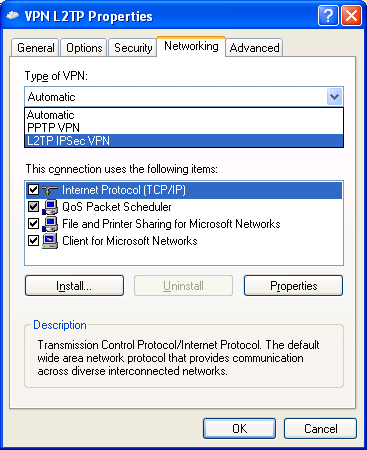 VPN L2TP Properties
General Options Security Networking Advanced
Type of VPN:
Automatic
Automatic
PPTP VPN
L2TP IPSec VPN
This connection uses the following items:
Internet Protocol (TCP/IP)
QoS Packet Scheduler
File and Printer Sharing for Microsoft Networks
Client for Microsoft Networks
Install... Uninstall Properties
Description
Transmission Control Protocol/Internet Protocol. The default
wide area network protocol that provides communication
across diverse interconnected networks.
OK Cancel